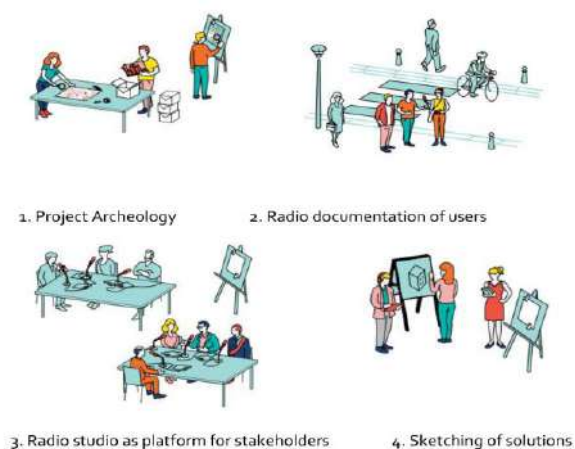 1. Project Archeology
2. Radio documentation of users
3. Radio studio as platform for stakeholders
4. Sketching of solutions